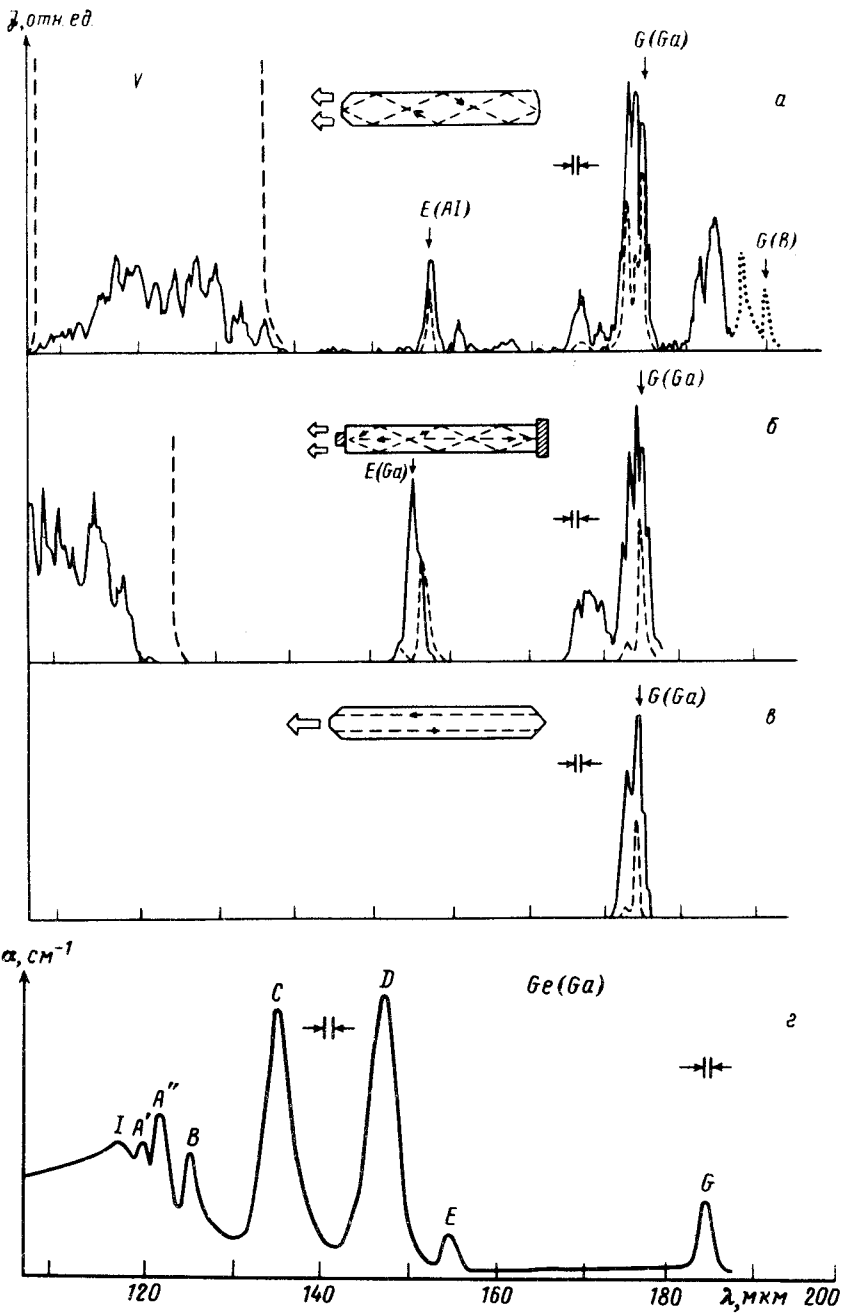 J, отн. ед.
G(Ga)
V
а
E(Al)
G(B)
G(Ga)
б
E(Ga)
G(Ga)
в
α, см⁻¹
Ge(Ga)
г
C
D
A″
I
A′
B
E
G
120
140
160
180
λ, мкм
200